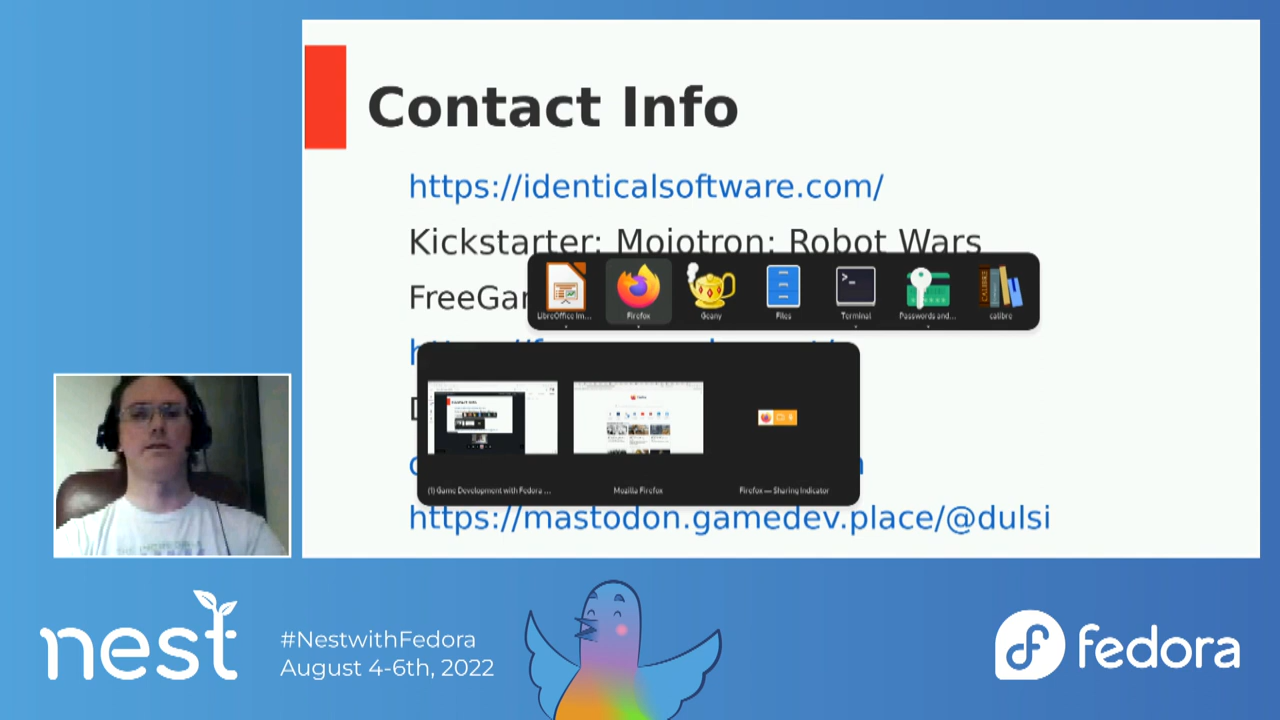 Contact Info
https://identicalsoftware.com/
Kickstarter: Mojotron: Robot Wars
FreeGa
LibreOffice Im...
Firefox
Geany
Files
Terminal
Passwords and...
calibre
(1) Game Development with Fedora ...
Mozilla Firefox
Firefox — Sharing Indicator
https://mastodon.gamedev.place/@dulsi
nest
#NestwithFedora
August 4-6th, 2022
fedora